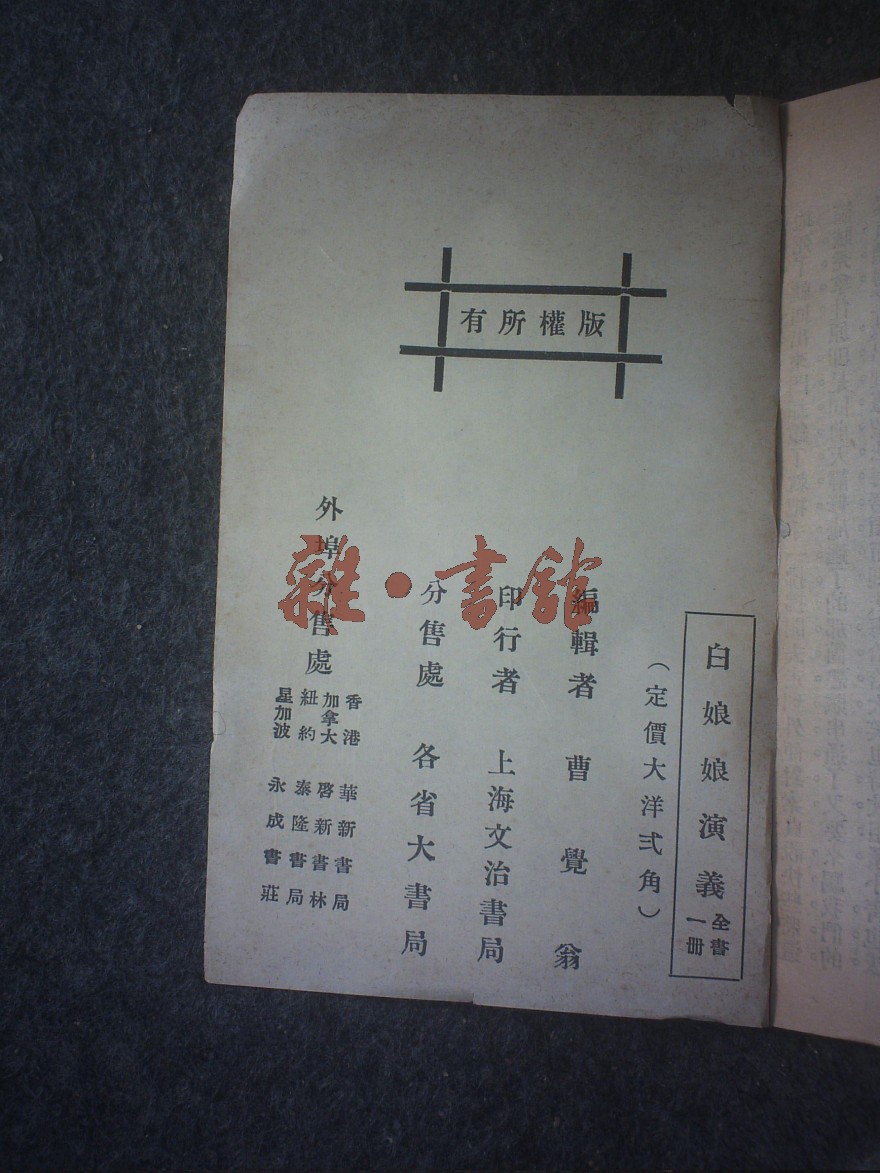 版權所有
白娘娘演義 全書一冊
（定價大洋弍角）
編輯者 曹覺翁
印行者 上海文治書局
分售處 各省大書局
外埠分售處
香港 華新書局
加拿大 啓新書林
紐約 泰隆書局
星加波 永成書莊
雜·書館